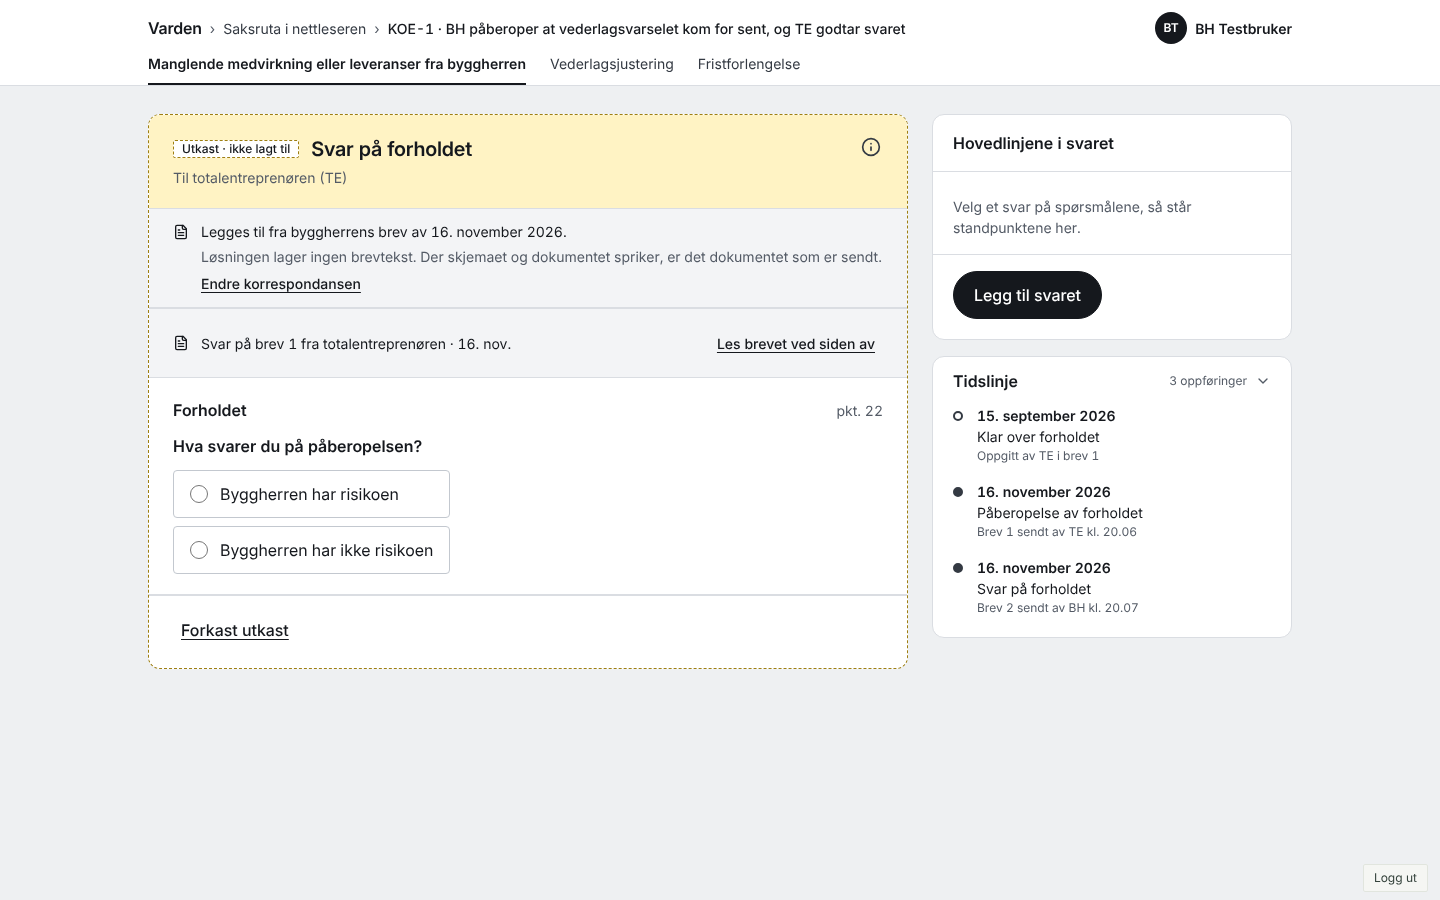 Varden › Saksruta i nettleseren › KOE-1 · BH påberoper at vederlagsvarselet kom for sent, og TE godtar svaret
BT BH Testbruker
Manglende medvirkning eller leveranser fra byggherren Vederlagsjustering Fristforlengelse
Utkast · ikke lagt til Svar på forholdet
Til totalentreprenøren (TE)
Legges til fra byggherrens brev av 16. november 2026.
Løsningen lager ingen brevtekst. Der skjemaet og dokumentet spriker, er det dokumentet som er sendt.
Endre korrespondansen
Svar på brev 1 fra totalentreprenøren · 16. nov. Les brevet ved siden av
Forholdet pkt. 22
Hva svarer du på påberopelsen?
Byggherren har risikoen
Byggherren har ikke risikoen
Forkast utkast
Hovedlinjene i svaret
Velg et svar på spørsmålene, så står
standpunktene her.
Legg til svaret
Tidslinje 3 oppføringer
15. september 2026
Klar over forholdet
Oppgitt av TE i brev 1
16. november 2026
Påberopelse av forholdet
Brev 1 sendt av TE kl. 20.06
16. november 2026
Svar på forholdet
Brev 2 sendt av BH kl. 20.07
Logg ut